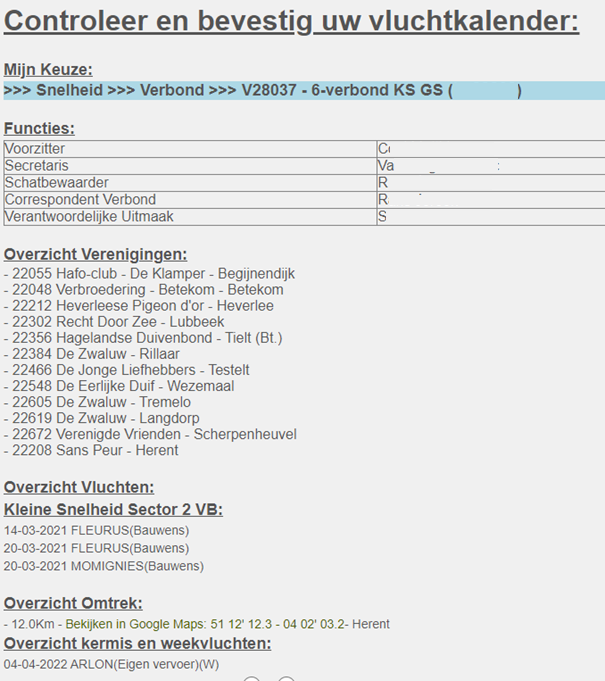 Controleer en bevestig uw vluchtkalender:
Mijn Keuze:
>>> Snelheid >>> Verbond >>> V28037 - 6-verbond KS GS ( )
Functies:
Voorzitter
Secretaris Va
Schatbewaarder R
Correspondent Verbond
Verantwoordelijke Uitmaak S
Overzicht Verenigingen:
- 22055 Hafo-club - De Klamper - Begijnendijk
- 22048 Verbroedering - Betekom - Betekom
- 22212 Heverleese Pigeon d'or - Heverlee
- 22302 Recht Door Zee - Lubbeek
- 22356 Hagelandse Duivenbond - Tielt (Bt.)
- 22384 De Zwaluw - Rillaar
- 22466 De Jonge Liefhebbers - Testelt
- 22548 De Eerlijke Duif - Wezemaal
- 22605 De Zwaluw - Tremelo
- 22619 De Zwaluw - Langdorp
- 22672 Verenigde Vrienden - Scherpenheuvel
- 22208 Sans Peur - Herent
Overzicht Vluchten:
Kleine Snelheid Sector 2 VB:
14-03-2021 FLEURUS(Bauwens)
20-03-2021 FLEURUS(Bauwens)
20-03-2021 MOMIGNIES(Bauwens)
Overzicht Omtrek:
- 12.0Km - Bekijken in Google Maps: 51 12' 12.3 - 04 02' 03.2- Herent
Overzicht kermis en weekvluchten:
04-04-2022 ARLON(Eigen vervoer)(W)